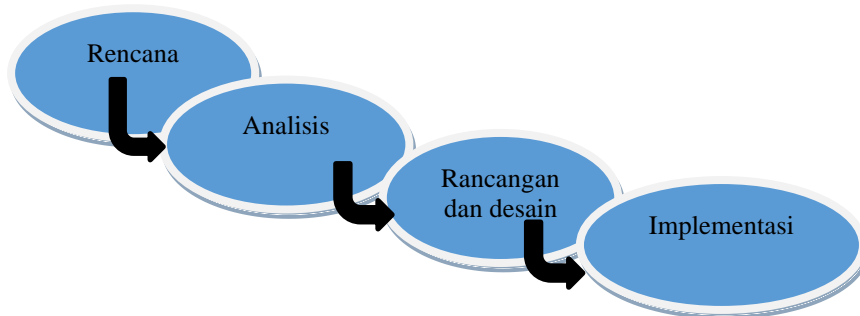 Rencana
Analisis
Rancangan
dan desain
Implementasi